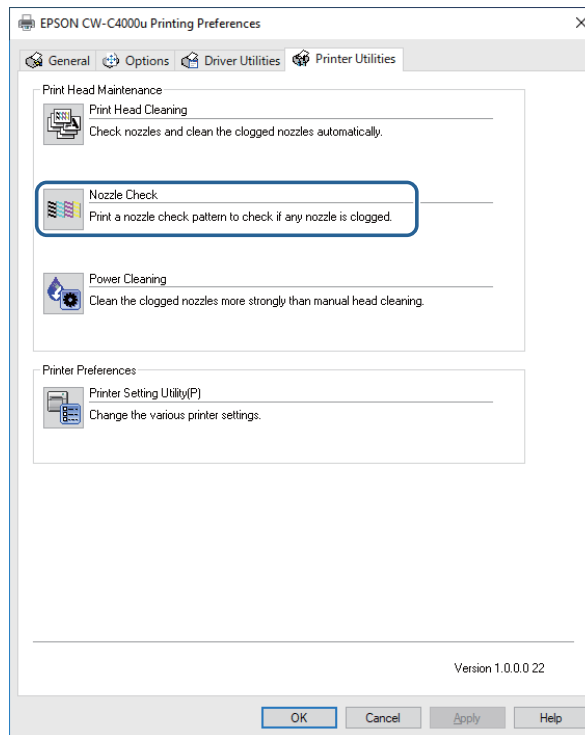 EPSON CW-C4000u Printing Preferences
General Options Driver Utilities Printer Utilities
Print Head Maintenance
Print Head Cleaning
Check nozzles and clean the clogged nozzles automatically.
Nozzle Check
Print a nozzle check pattern to check if any nozzle is clogged.
Power Cleaning
Clean the clogged nozzles more strongly than manual head cleaning.
Printer Preferences
Printer Setting Utility(P)
Change the various printer settings.
Version 1.0.0.0 22
OK Cancel Apply Help